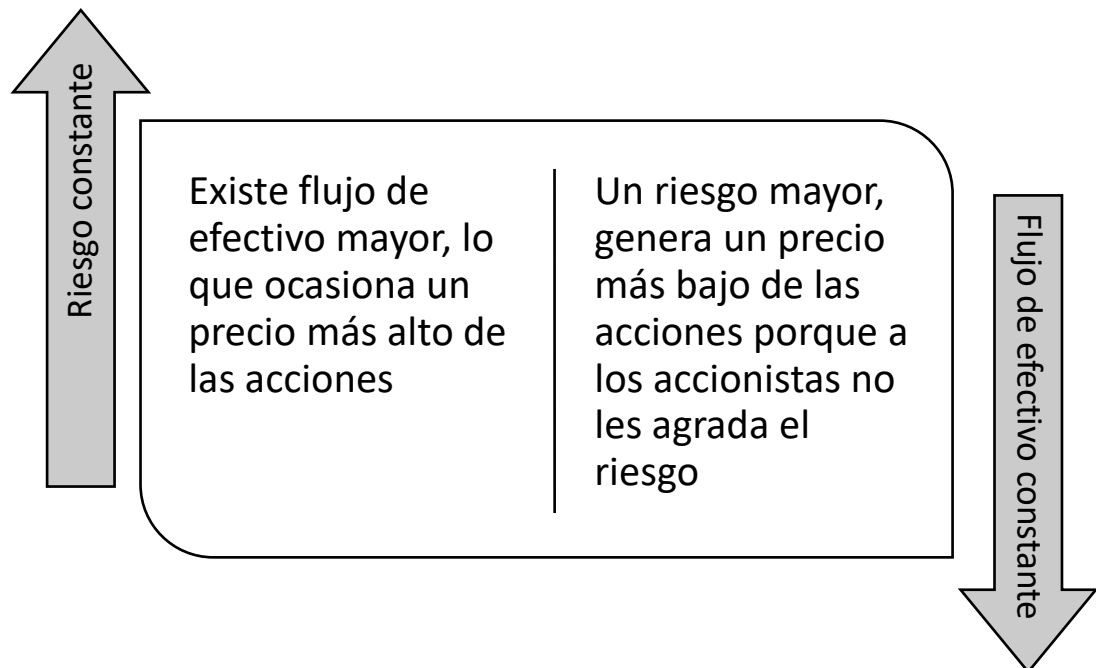 Riesgo constante
Existe flujo de
efectivo mayor, lo
que ocasiona un
precio más alto de
las acciones
Un riesgo mayor,
genera un precio
más bajo de las
acciones porque a
los accionistas no
les agrada el
riesgo
Flujo de efectivo constante